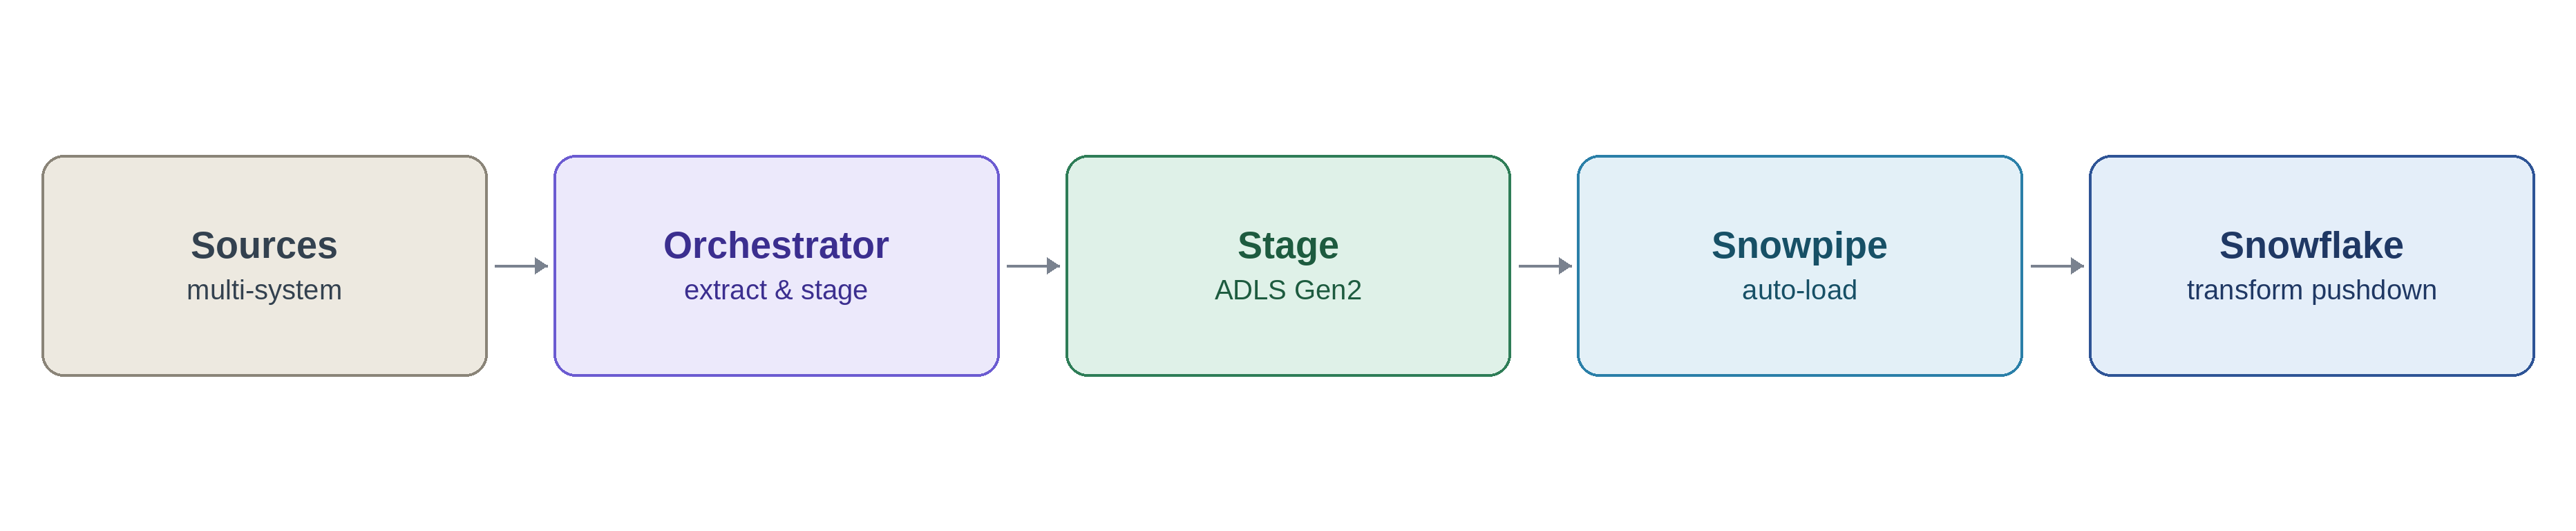 Sources
multi-system
Orchestrator
extract & stage
Stage
ADLS Gen2
Snowpipe
auto-load
Snowflake
transform pushdown